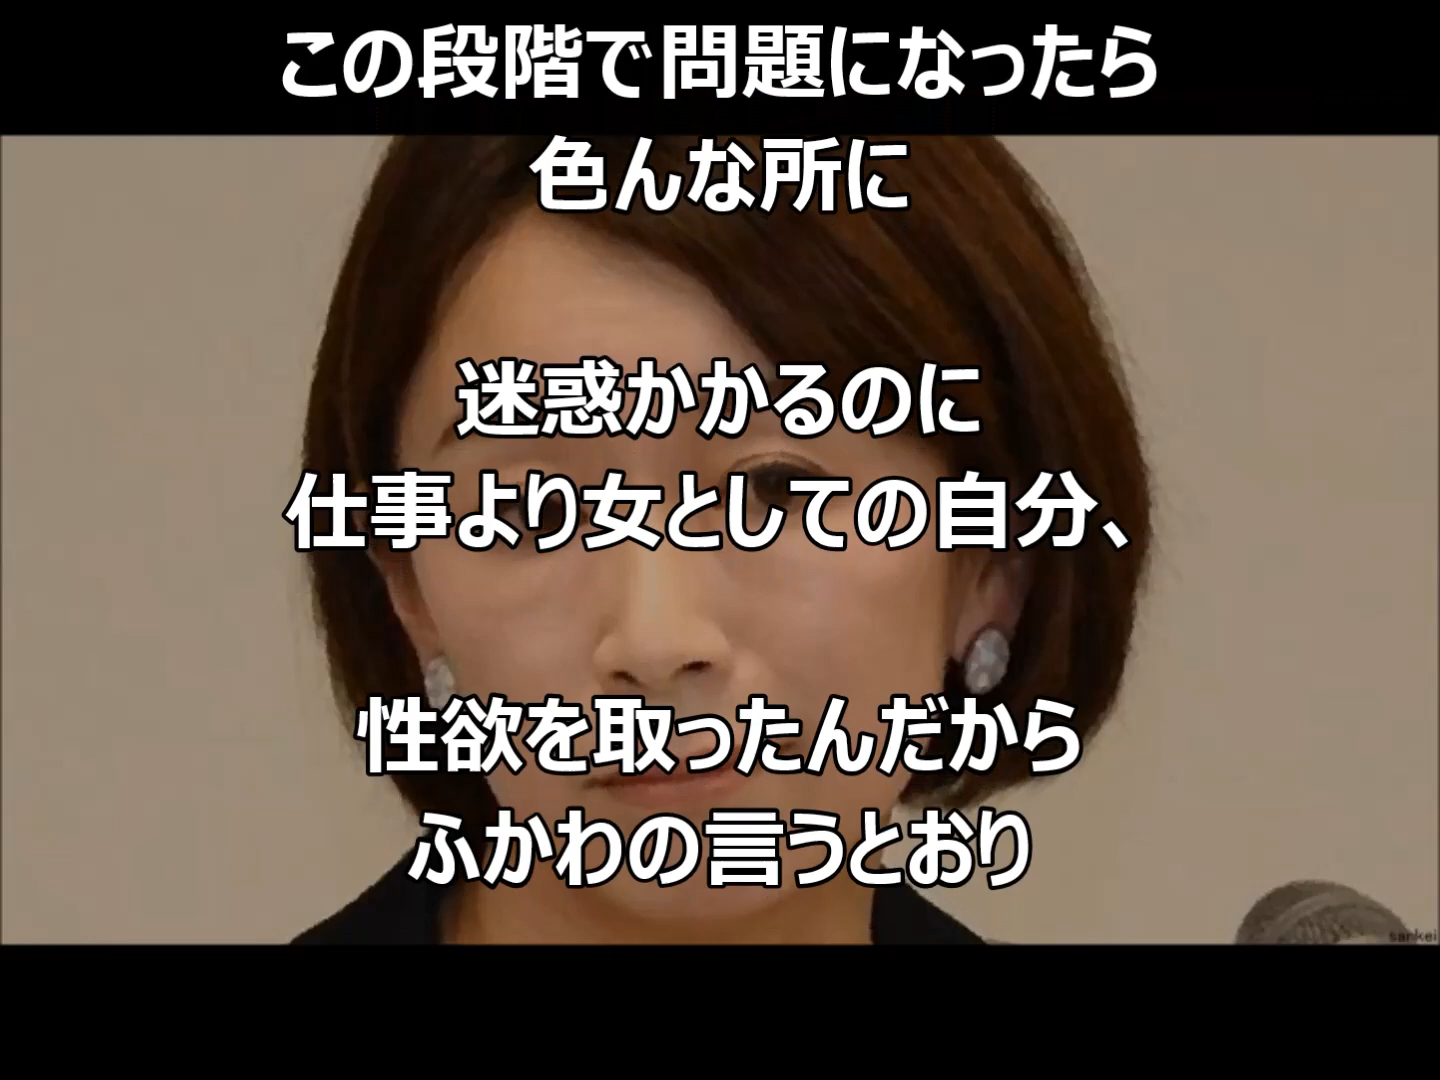 この段階で問題になったら
色んな所に
迷惑かかるのに
仕事より女としての自分、
性欲を取ったんだから
ふかわの言うとおり
sankei